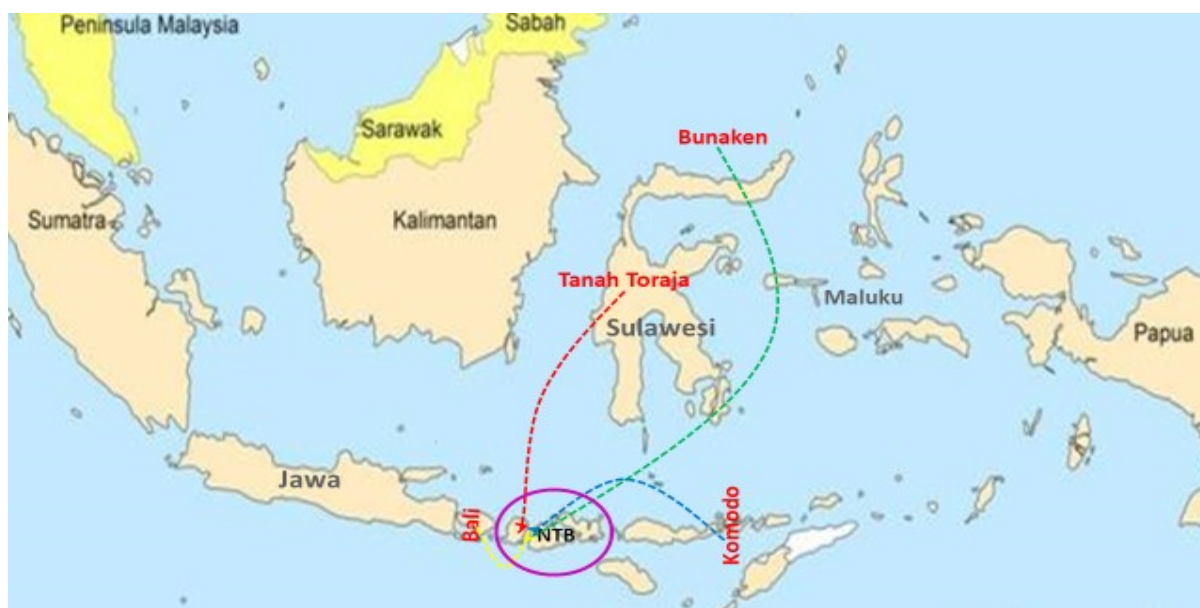 Peninsula Malaysia
Sabah
Sarawak
Bunaken
Sumatra
Kalimantan
Tanah Toraja
Maluku
Sulawesi
Papua
Jawa
Bali
NTB
Komodo